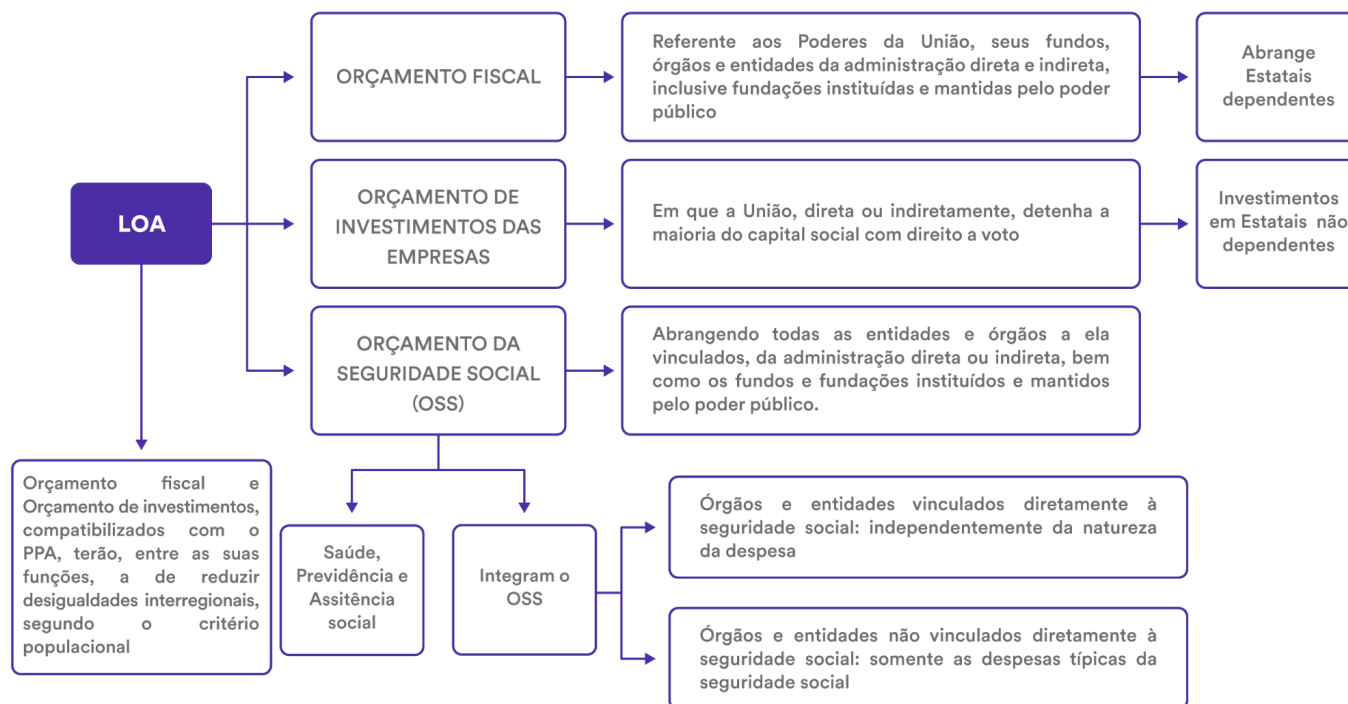 LOA
ORÇAMENTO FISCAL
Referente aos Poderes da União, seus fundos,
órgãos e entidades da administração direta e indireta,
inclusive fundações instituídas e mantidas pelo poder
público
Abrange
Estatais
dependentes
ORÇAMENTO DE
INVESTIMENTOS DAS
EMPRESAS
Em que a União, direta ou indiretamente, detenha a
maioria do capital social com direito a voto
Investimentos
em Estatais não
dependentes
ORÇAMENTO DA
SEGURIDADE SOCIAL
(OSS)
Abrangendo todas as entidades e órgãos a ela
vinculados, da administração direta ou indireta, bem
como os fundos e fundações instituídos e mantidos
pelo poder público.
Orçamento fiscal e
Orçamento de investimentos,
compatibilizados com o
PPA, terão, entre as suas
funções, a de reduzir
desigualdades interregionais,
segundo o critério
populacional
Saúde,
Previdência e
Assitência
social
Integram o
OSS
Órgãos e entidades vinculados diretamente à
seguridade social: independentemente da natureza
da despesa
Órgãos e entidades não vinculados diretamente à
seguridade social: somente as despesas típicas da
seguridade social